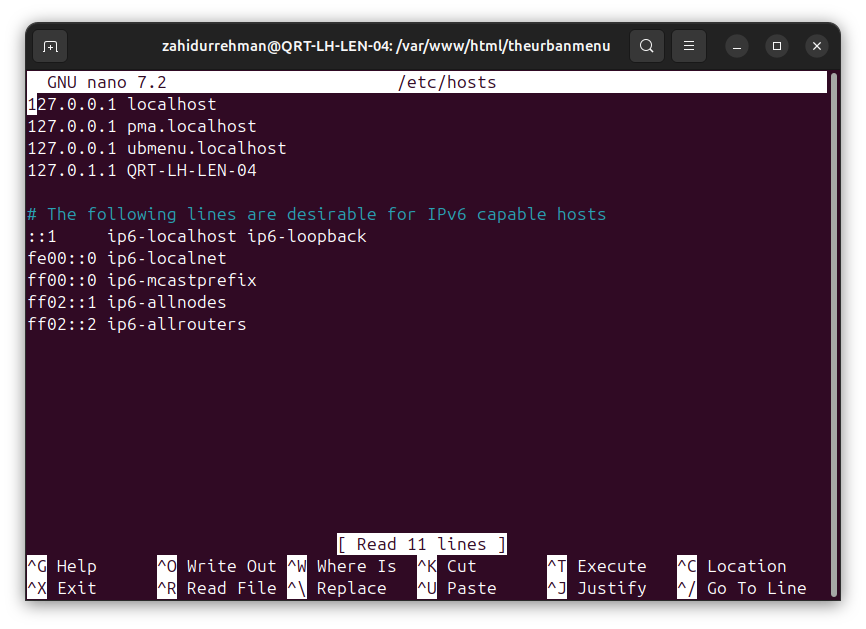 zahidurrehman@QRT-LH-LEN-04: /var/www/html/theurbanmenu
GNU nano 7.2 /etc/hosts
127.0.0.1 localhost
127.0.0.1 pma.localhost
127.0.0.1 ubmenu.localhost
127.0.1.1 QRT-LH-LEN-04

# The following lines are desirable for IPv6 capable hosts
::1     ip6-localhost ip6-loopback
fe00::0 ip6-localnet
ff00::0 ip6-mcastprefix
ff02::1 ip6-allnodes
ff02::2 ip6-allrouters
[ Read 11 lines ]
^G Help ^O Write Out ^W Where Is ^K Cut ^T Execute ^C Location
^X Exit ^R Read File ^\ Replace ^U Paste ^J Justify ^/ Go To Line